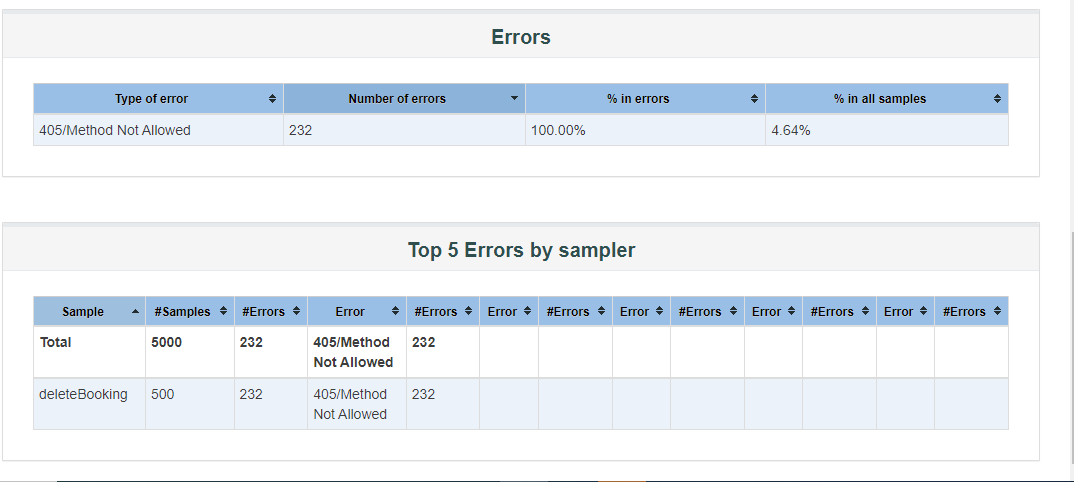 Errors
Type of error Number of errors % in errors % in all samples
405/Method Not Allowed 232 100.00% 4.64%
Top 5 Errors by sampler
Sample #Samples #Errors Error #Errors Error #Errors Error #Errors Error #Errors Error #Errors
Total 5000 232 405/Method 232
Not Allowed
deleteBooking 500 232 405/Method 232
Not Allowed